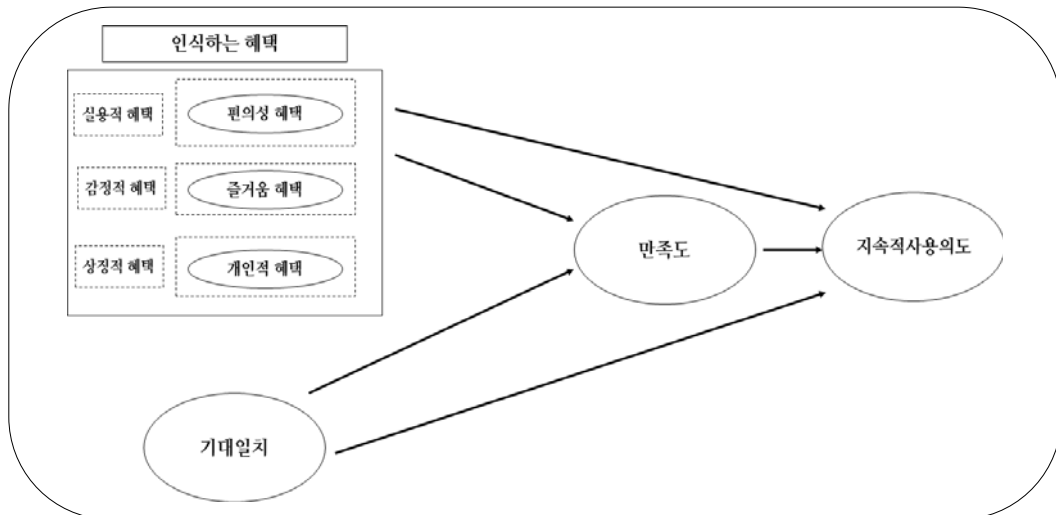 인식하는 혜택
실용적 혜택
편의성 혜택
감정적 혜택
즐거움 혜택
상징적 혜택
개인적 혜택
만족도
지속적사용의도
기대일치